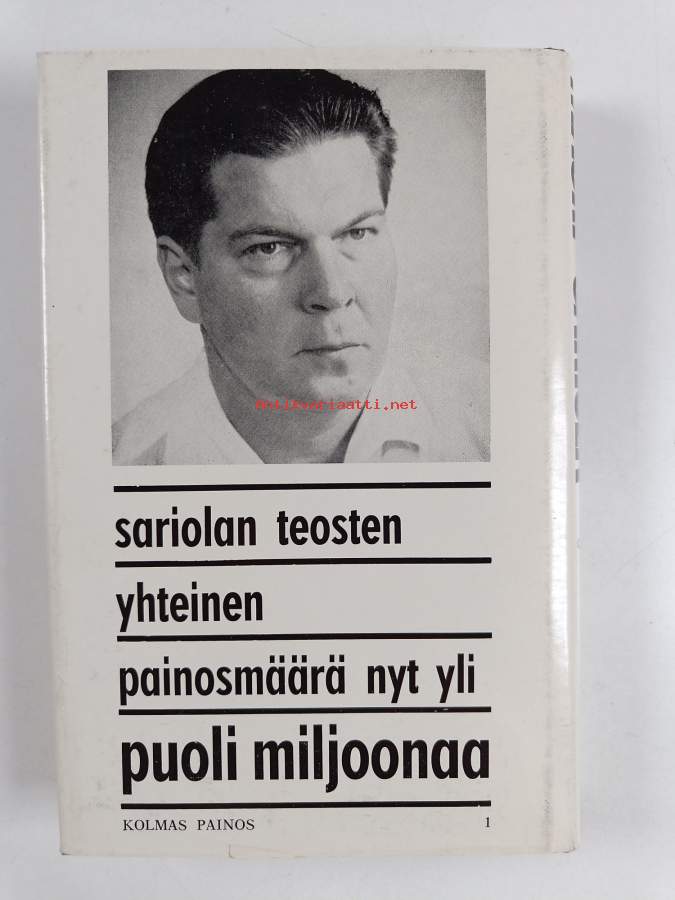 Antikvariaatti.net
sariolan teosten
yhteinen
painosmäärä nyt yli
puoli miljoonaa
KOLMAS PAINOS 1